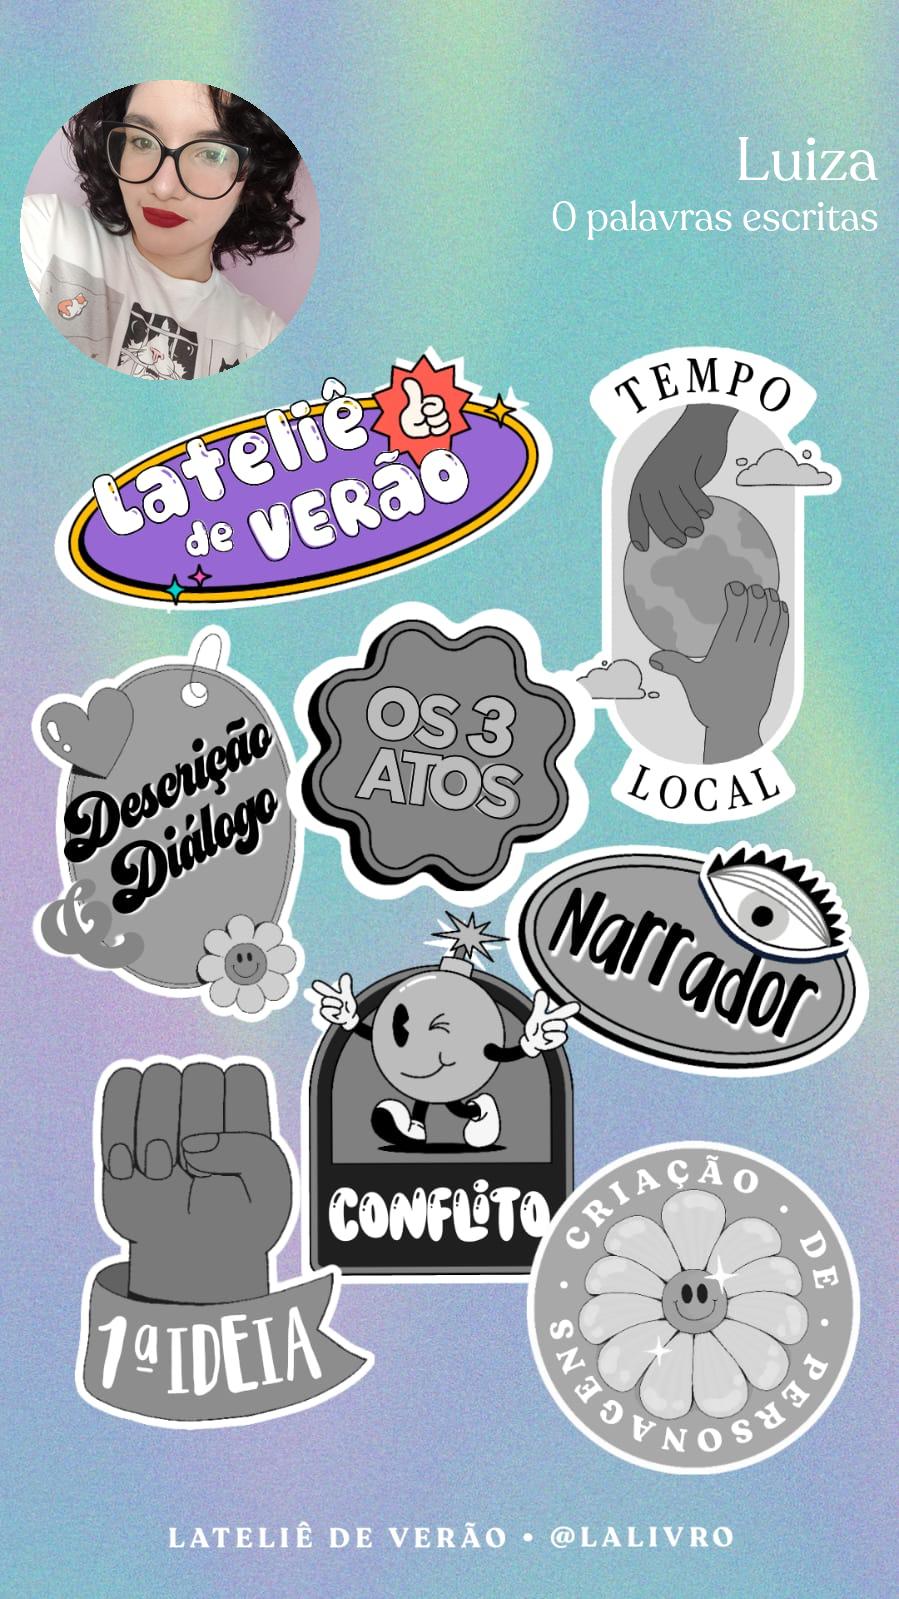 Luiza
0 palavras escritas
Lateliê
de VERÃO
TEMPO
LOCAL
OS 3
ATOS
Descrição
& Diálogo
Narrador
CONFLITO
1ª IDEIA
CRIAÇÃO • DE • PERSONAGENS •
LATELIÊ DE VERÃO • @LALIVRO